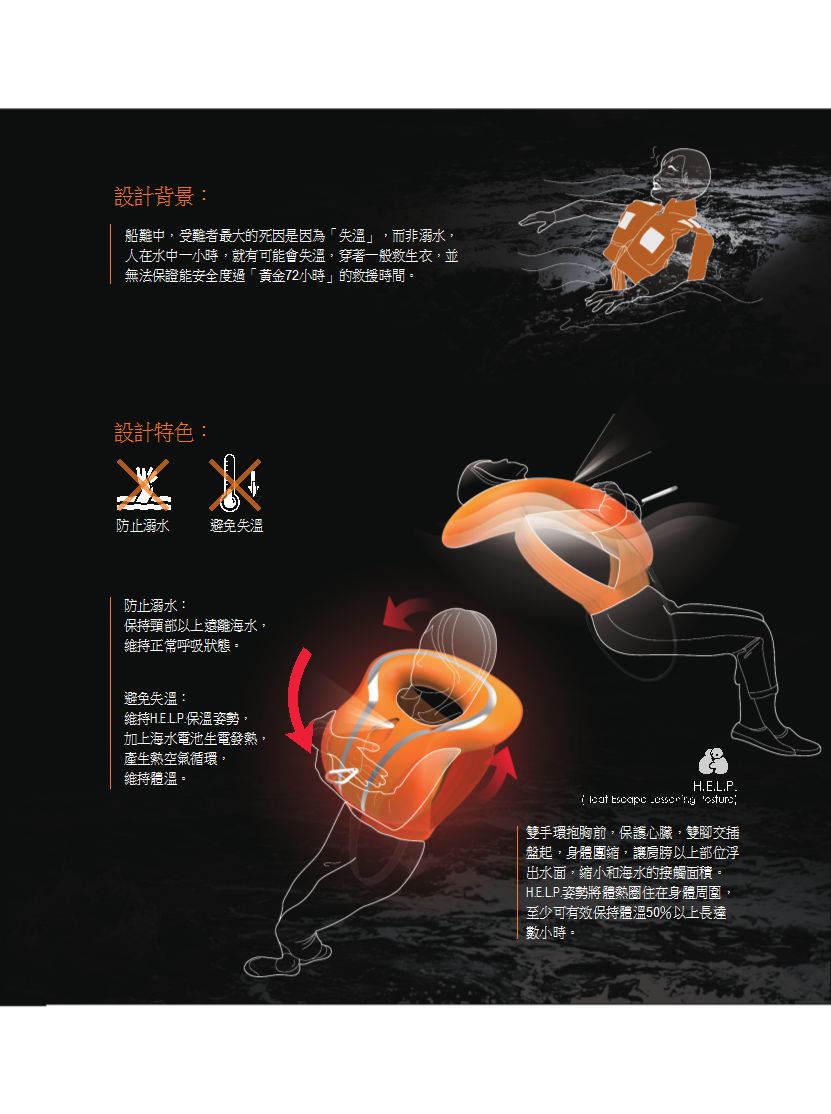 設計背景：
船難中，受難者最大的死因是因為「失溫」，而非溺水，
人在水中一小時，就有可能會失溫，穿著一般救生衣，並
無法保證能安全度過「黃金72小時」的救援時間。
設計特色：
防止溺水
避免失溫
防止溺水：
保持頸部以上遠離海水，
維持正常呼吸狀態。
避免失溫：
維持H.E.L.P.保溫姿勢，
加上海水電池生電發熱，
產生熱空氣循環，
維持體溫。
H.E.L.P.
(Heat Escape Lessening Posture)
雙手環抱胸前，保護心臟，雙腳交插
盤起，身體團縮，讓肩膀以上部位浮
出水面，縮小和海水的接觸面積。
H.E.L.P.姿勢將體熱圈住在身體周圍，
至少可有效保持體溫50%以上長達
數小時。